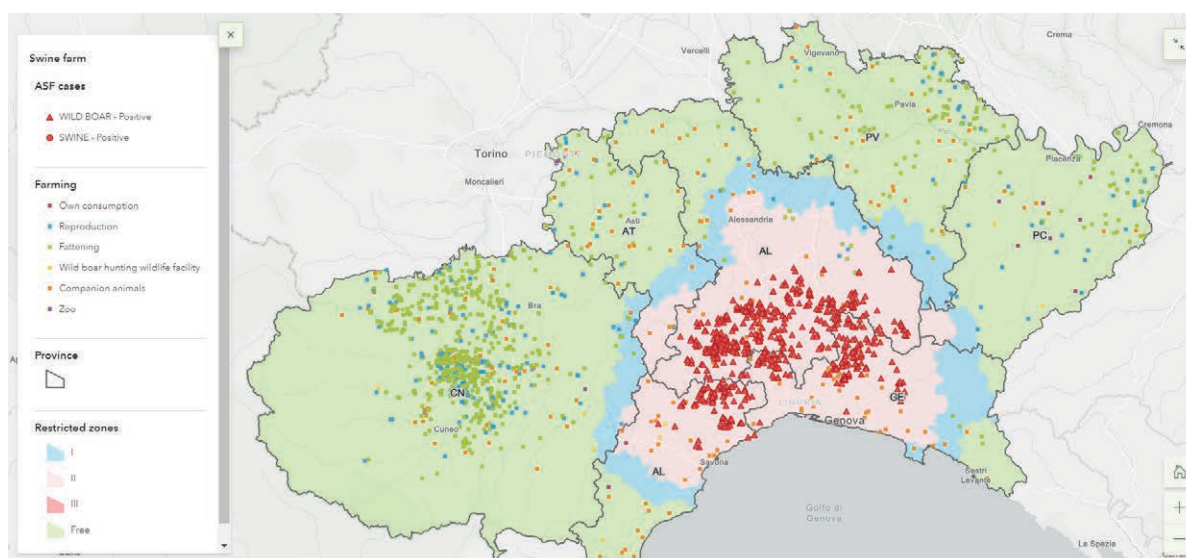 Swine farm
ASF cases
WILD BOAR - Positive
SWINE - Positive
Farming
Own consumption
Reproduction
Fattening
Wild boar hunting wildlife facility
Companion animals
Zoo
Province
Restricted zones
I
II
III
Free
Vercelli
Vigevano
Crema
Pavia
Cremona
PV
Torino
Piacenza
Moncalieri
Asti
AT
Alessandria
AL
PC
Bra
CN
Cuneo
LIGURIA
GE
Genova
AL
Savona
Sestri
Levante
Golfo di
Genova
La Spezia